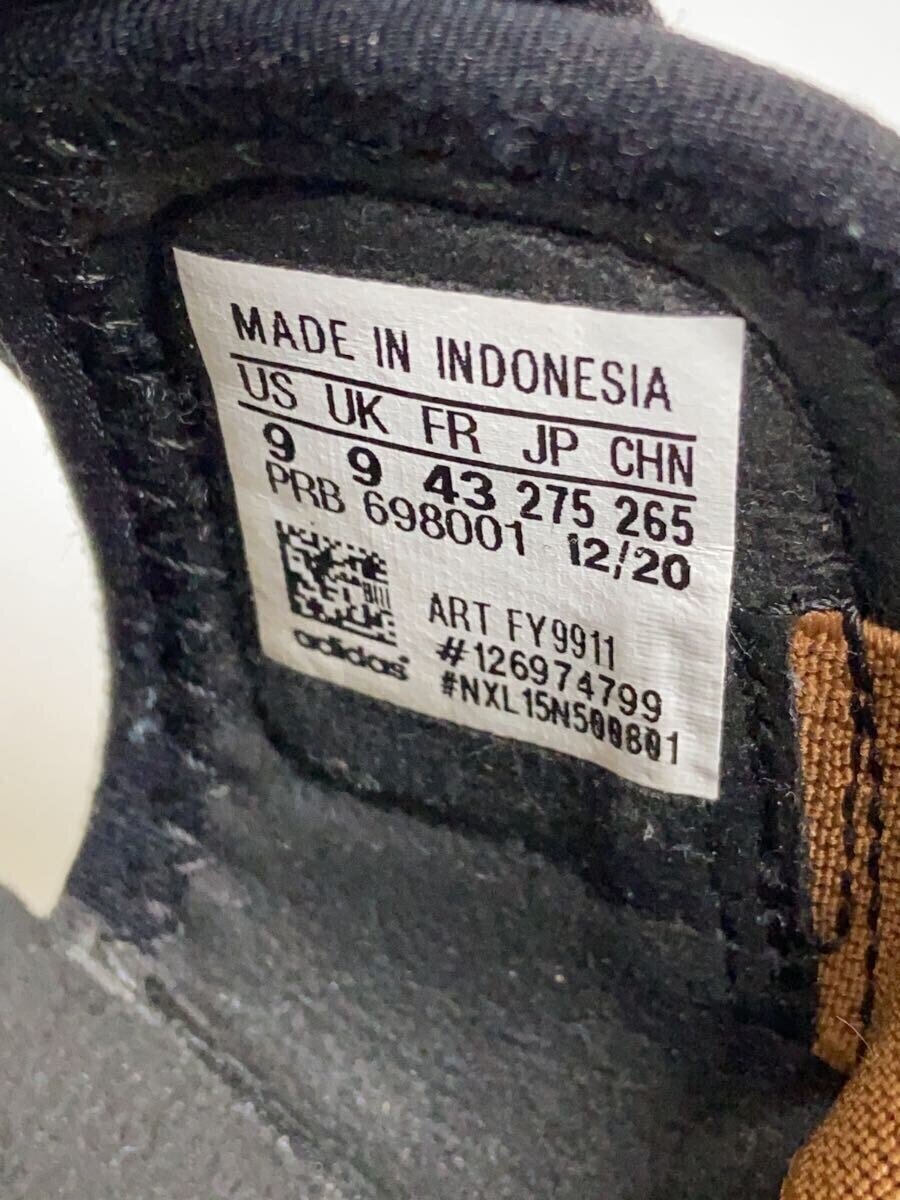 MADE IN INDONESIA
US UK FR JP CHN
9 9 43 275 265
PRB 698001 12/20
ART FY9911
#126974799
#NXL15N500801
adidas